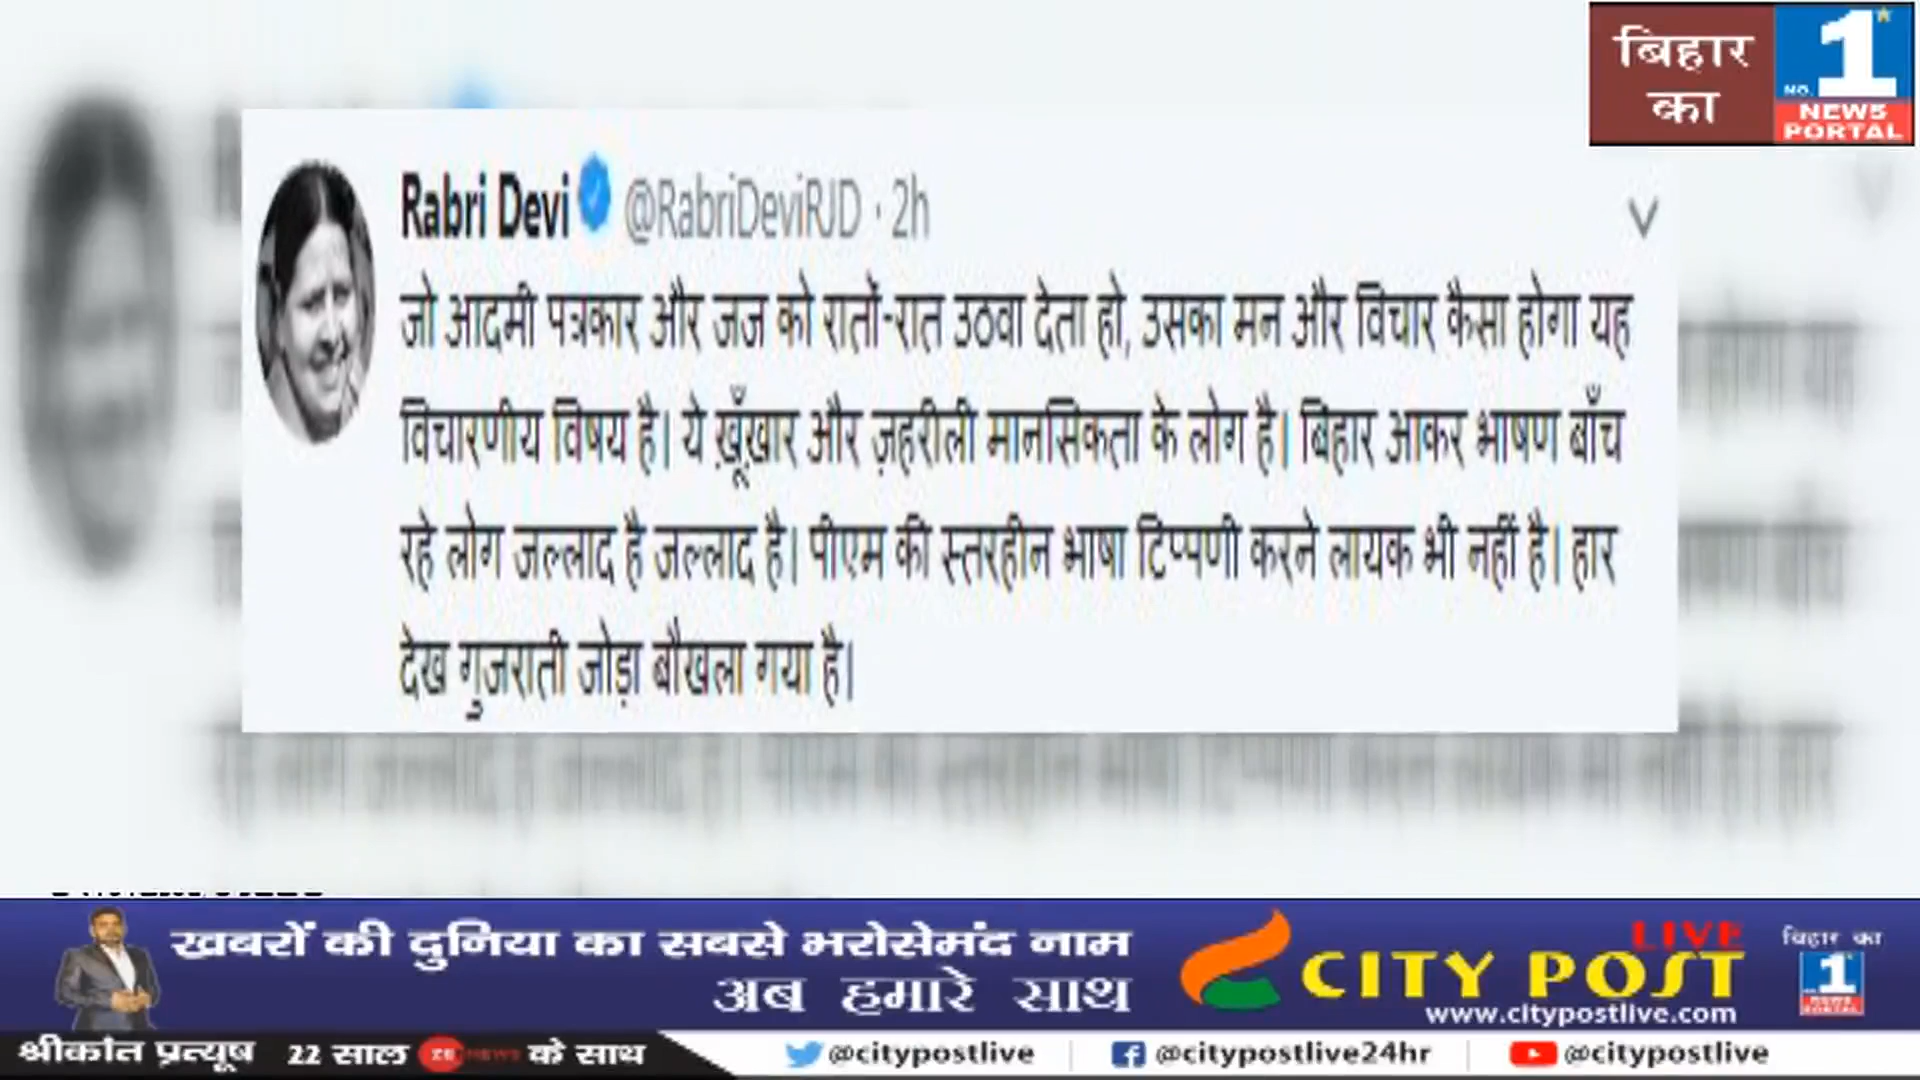 बिहार
का
NO. 1
NEWS
PORTAL
Rabri Devi @RabriDeviRJD · 2h
जो आदमी पत्रकार और जज को रातों-रात उठवा देता हो, उसका मन और विचार कैसा होगा यह
विचारणीय विषय है। ये ख़ूँख़ार और ज़हरीली मानसिकता के लोग है। बिहार आकर भाषण बाँच
रहे लोग जल्लाद है जल्लाद है। पीएम की स्तरहीन भाषा टिप्पणी करने लायक भी नहीं है। हार
देख गुजराती जोड़ा बौखला गया है।
खबरों की दुनिया का सबसे भरोसेमंद नाम
अब हमारे साथ
LIVE
CITY POST
www.citypostlive.com
बिहार का
1
NEWS
PORTAL
श्रीकांत प्रत्यूष 22 साल NEWS के साथ
@citypostlive
@citypostlive24hr
@citypostlive